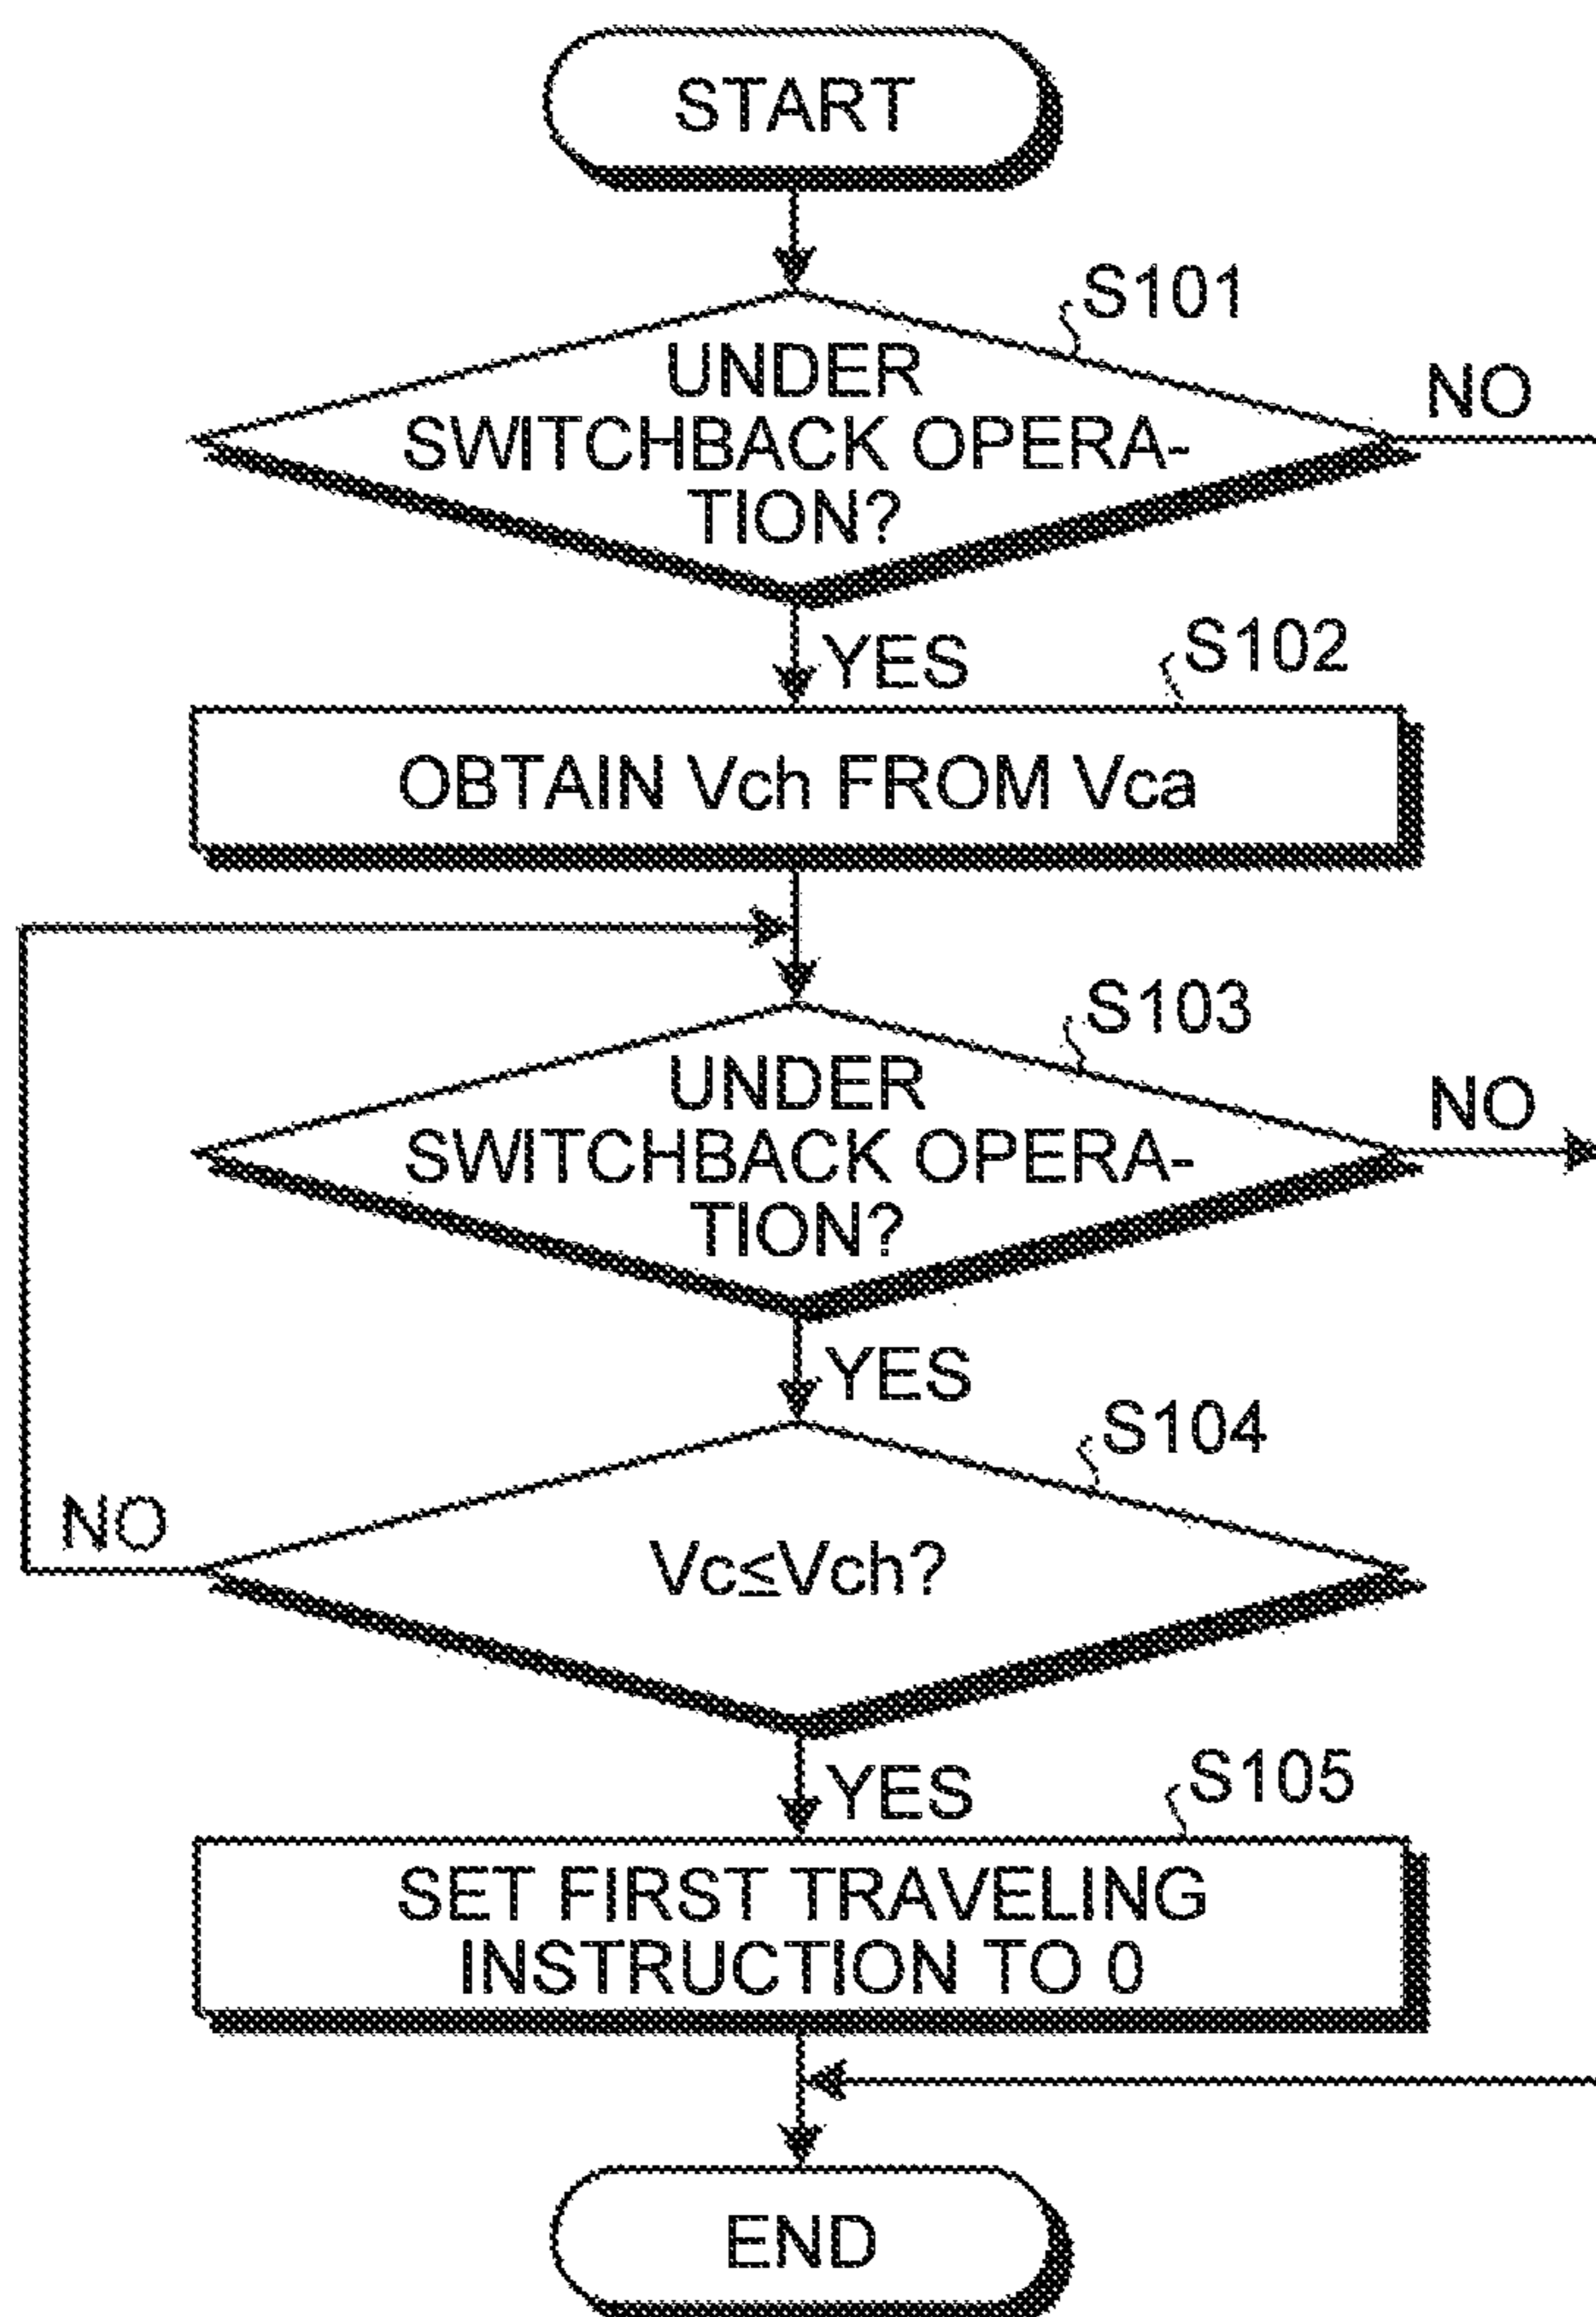 START
S101
UNDER
SWITCHBACK OPERA-
TION?
NO
YES
S102
OBTAIN Vch FROM Vca
S103
UNDER
SWITCHBACK OPERA-
TION?
NO
YES
S104
Vc≤Vch?
NO
YES
S105
SET FIRST TRAVELING
INSTRUCTION TO 0
END